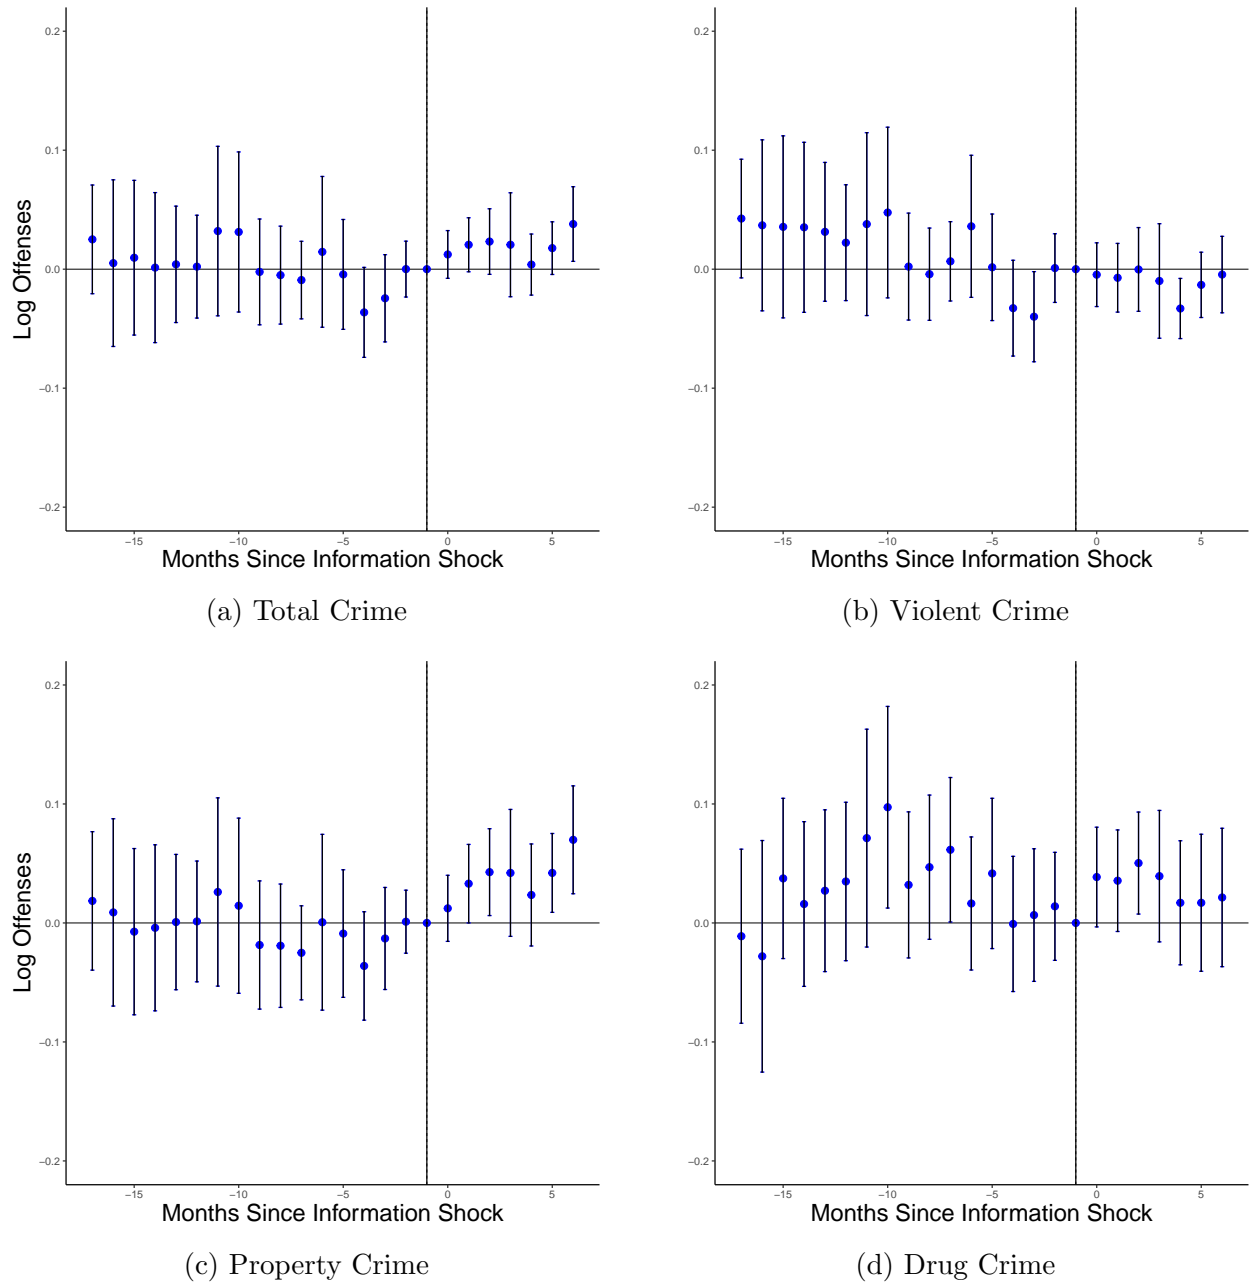 0.2
0.1
0.0
−0.1
−0.2
Log Offenses
−15 −10 −5 0 5
Months Since Information Shock
(a) Total Crime
0.2
0.1
0.0
−0.1
−0.2
−15 −10 −5 0 5
Months Since Information Shock
(b) Violent Crime
0.2
0.1
0.0
−0.1
−0.2
Log Offenses
−15 −10 −5 0 5
Months Since Information Shock
(c) Property Crime
0.2
0.1
0.0
−0.1
−0.2
−15 −10 −5 0 5
Months Since Information Shock
(d) Drug Crime